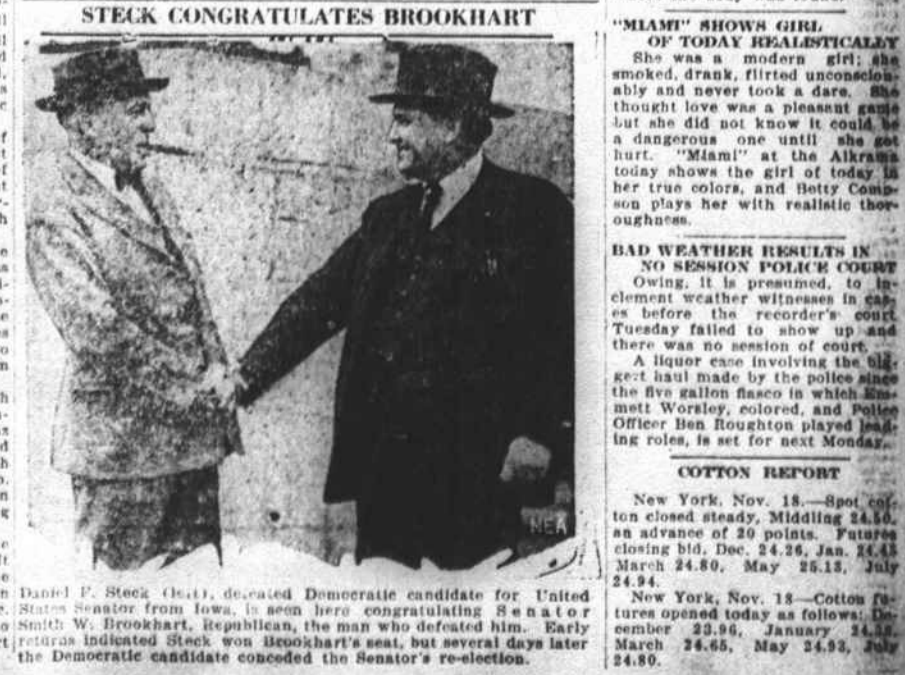 STECK CONGRATULATES BROOKHART
NEA
Daniel F. Steck (left), defeated Democratic candidate for United
States Senator from Iowa, is seen here congratulating Senator
Smith W. Brookhart, Republican, the man who defeated him. Early
returns indicated Steck won Brookhart's seat, but several days later
the Democratic candidate conceded the Senator's re-election.
"MIAMI" SHOWS GIRL
OF TODAY REALISTICALLY
She was a modern girl; she
smoked, drank, flirted unconscion-
ably and never took a dare. She
thought love was a pleasant game
but she did not know it could be
a dangerous one until she got
hurt. "Miami" at the Alkrama
today shows the girl of today in
her true colors, and Betty Comp-
son plays her with realistic thor-
oughness.
BAD WEATHER RESULTS IN
NO SESSION POLICE COURT
Owing, it is presumed, to in-
clement weather witnesses in cas-
es before the recorder's court
Tuesday failed to show up and
there was no session of court.
A liquor case involving the big-
gest haul made by the police since
the five gallon fiasco in which Em-
mett Worsley, colored, and Police
Officer Ben Roughton played lead-
ing roles, is set for next Monday.
COTTON REPORT
New York, Nov. 18.—Spot cot-
ton closed steady, Middling 24.50,
an advance of 20 points. Futures
closing bid, Dec. 24.26, Jan.
March 24.80, May 25.13, July
24.94.
New York, Nov. 18—Cotton fu-
tures opened today as follows: De-
cember 23.96, January
March 24.65, May 24.93, July
24.80.